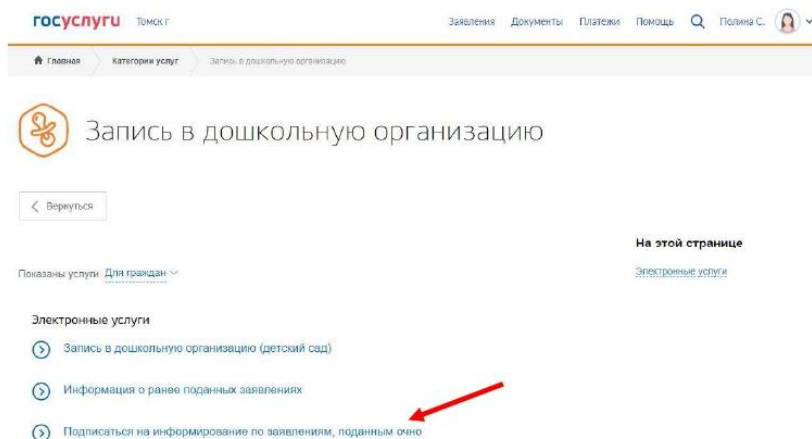 госуслуги Томск г Заявления Документы Платежи Помощь Полина С.
Главная Категории услуг Запись в дошкольную организацию
Запись в дошкольную организацию
Вернуться
На этой странице
Показаны услуги Для граждан Электронные услуги
Электронные услуги
Запись в дошкольную организацию (детский сад)
Информация о ранее поданных заявлениях
Подписаться на информирование по заявлениям, поданным очно